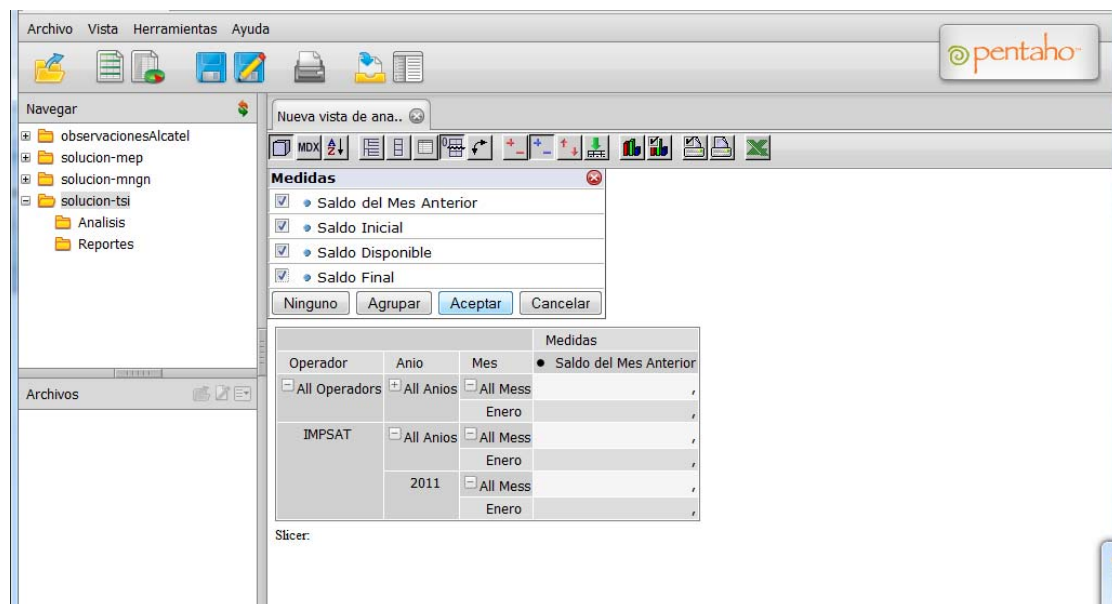 Archivo Vista Herramientas Ayuda
pentaho
Navegar
Nueva vista de ana..
observacionesAlcatel
solucion-mep
solucion-mngn
solucion-tsi
Analisis
Reportes
MDX
Medidas
Saldo del Mes Anterior
Saldo Inicial
Saldo Disponible
Saldo Final
Ninguno Agrupar Aceptar Cancelar
Medidas
Operador Anio Mes Saldo del Mes Anterior
All Operadors All Anios All Mess ,
Enero ,
IMPSAT All Anios All Mess ,
Enero ,
2011 All Mess ,
Enero ,
Slicer:
Archivos